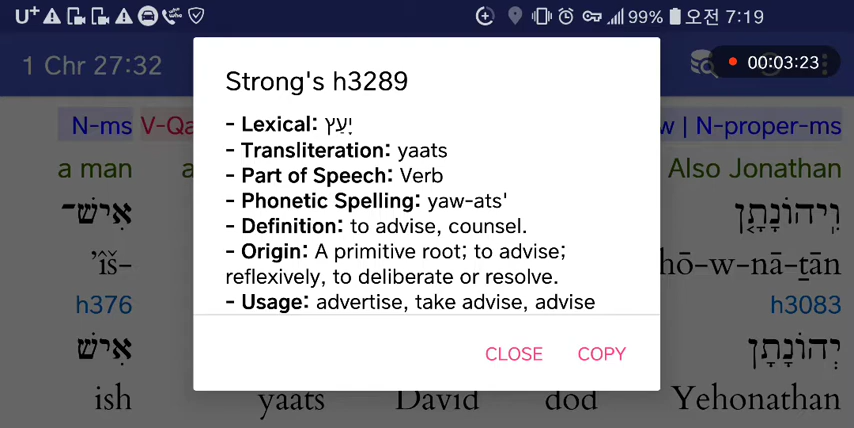 U+ 99% 오전 7:19
1 Chr 27:32
00:03:23
Strong's h3289
- Lexical: יָעַץ
- Transliteration: yaats
- Part of Speech: Verb
- Phonetic Spelling: yaw-ats'
- Definition: to advise, counsel.
- Origin: A primitive root; to advise;
reflexively, to deliberate or resolve.
- Usage: advertise, take advise, advise
CLOSE COPY
N-ms V-Qa w | N-proper-ms
a man a Also Jonathan
אִישׁ־ וִֽיהוֹנָתָ֤ן
’îš- hō-w-nā-ṯān
h376 h3083
אִישׁ יְהוֹנָתָן
ish yaats David dod Yehonathan